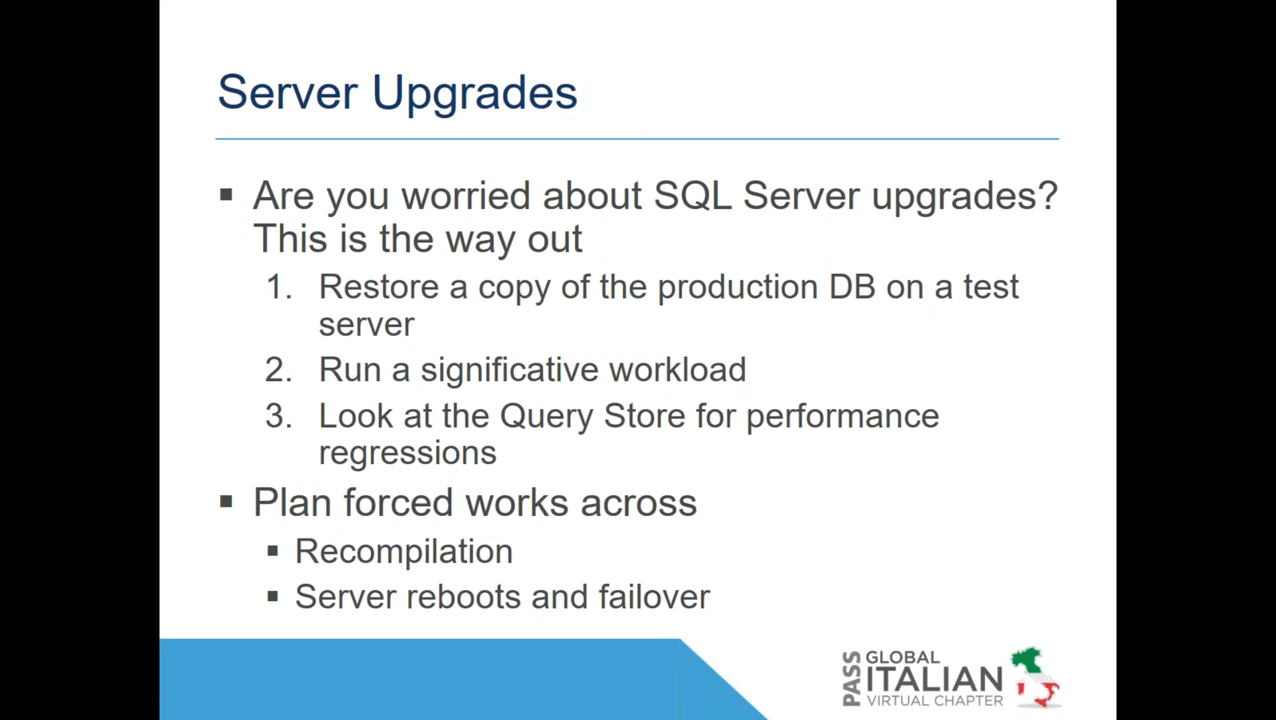 Server Upgrades
▪ Are you worried about SQL Server upgrades?
This is the way out
1. Restore a copy of the production DB on a test
server
2. Run a significative workload
3. Look at the Query Store for performance
regressions
▪ Plan forced works across
▪ Recompilation
▪ Server reboots and failover
PASS
GLOBAL
ITALIAN
VIRTUAL CHAPTER